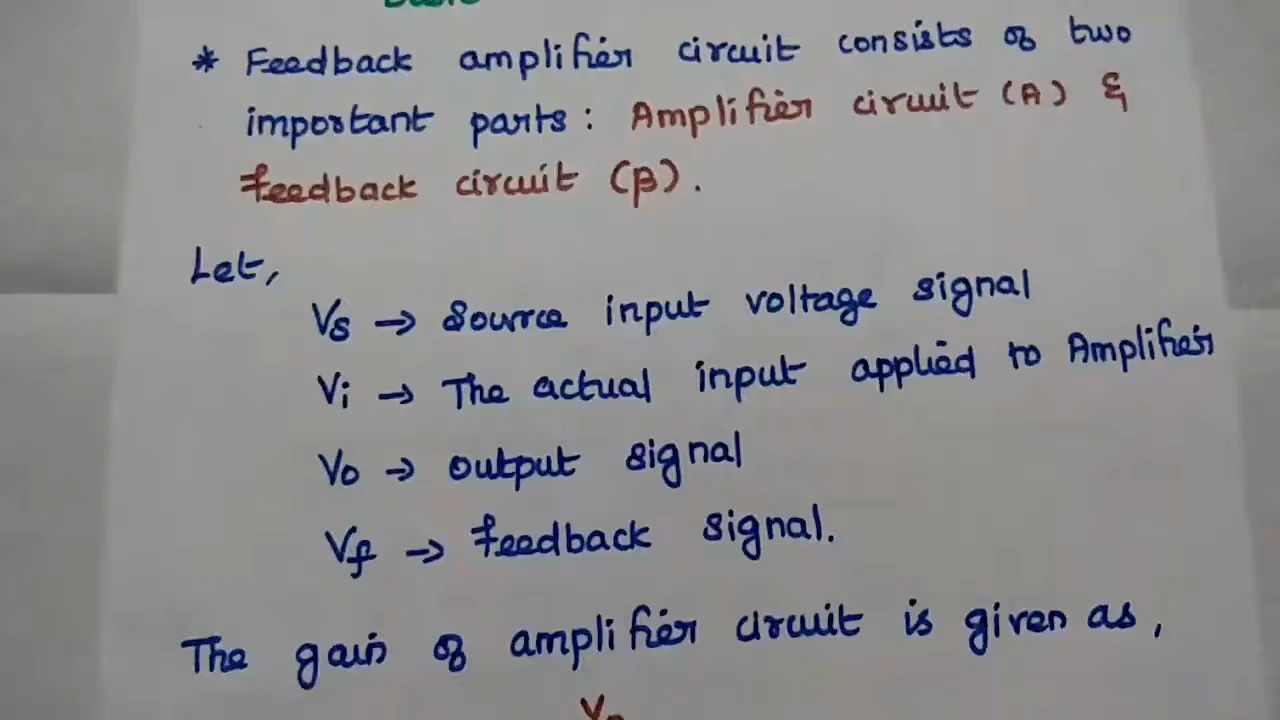 * Feedback amplifier circuit consists of two
important parts: Amplifier circuit (A) &
feedback circuit (β).
Let,
Vs → Source input voltage signal
Vi → The actual input applied to Amplifier
Vo → output signal
Vf → feedback signal.
The gain of amplifier circuit is given as,